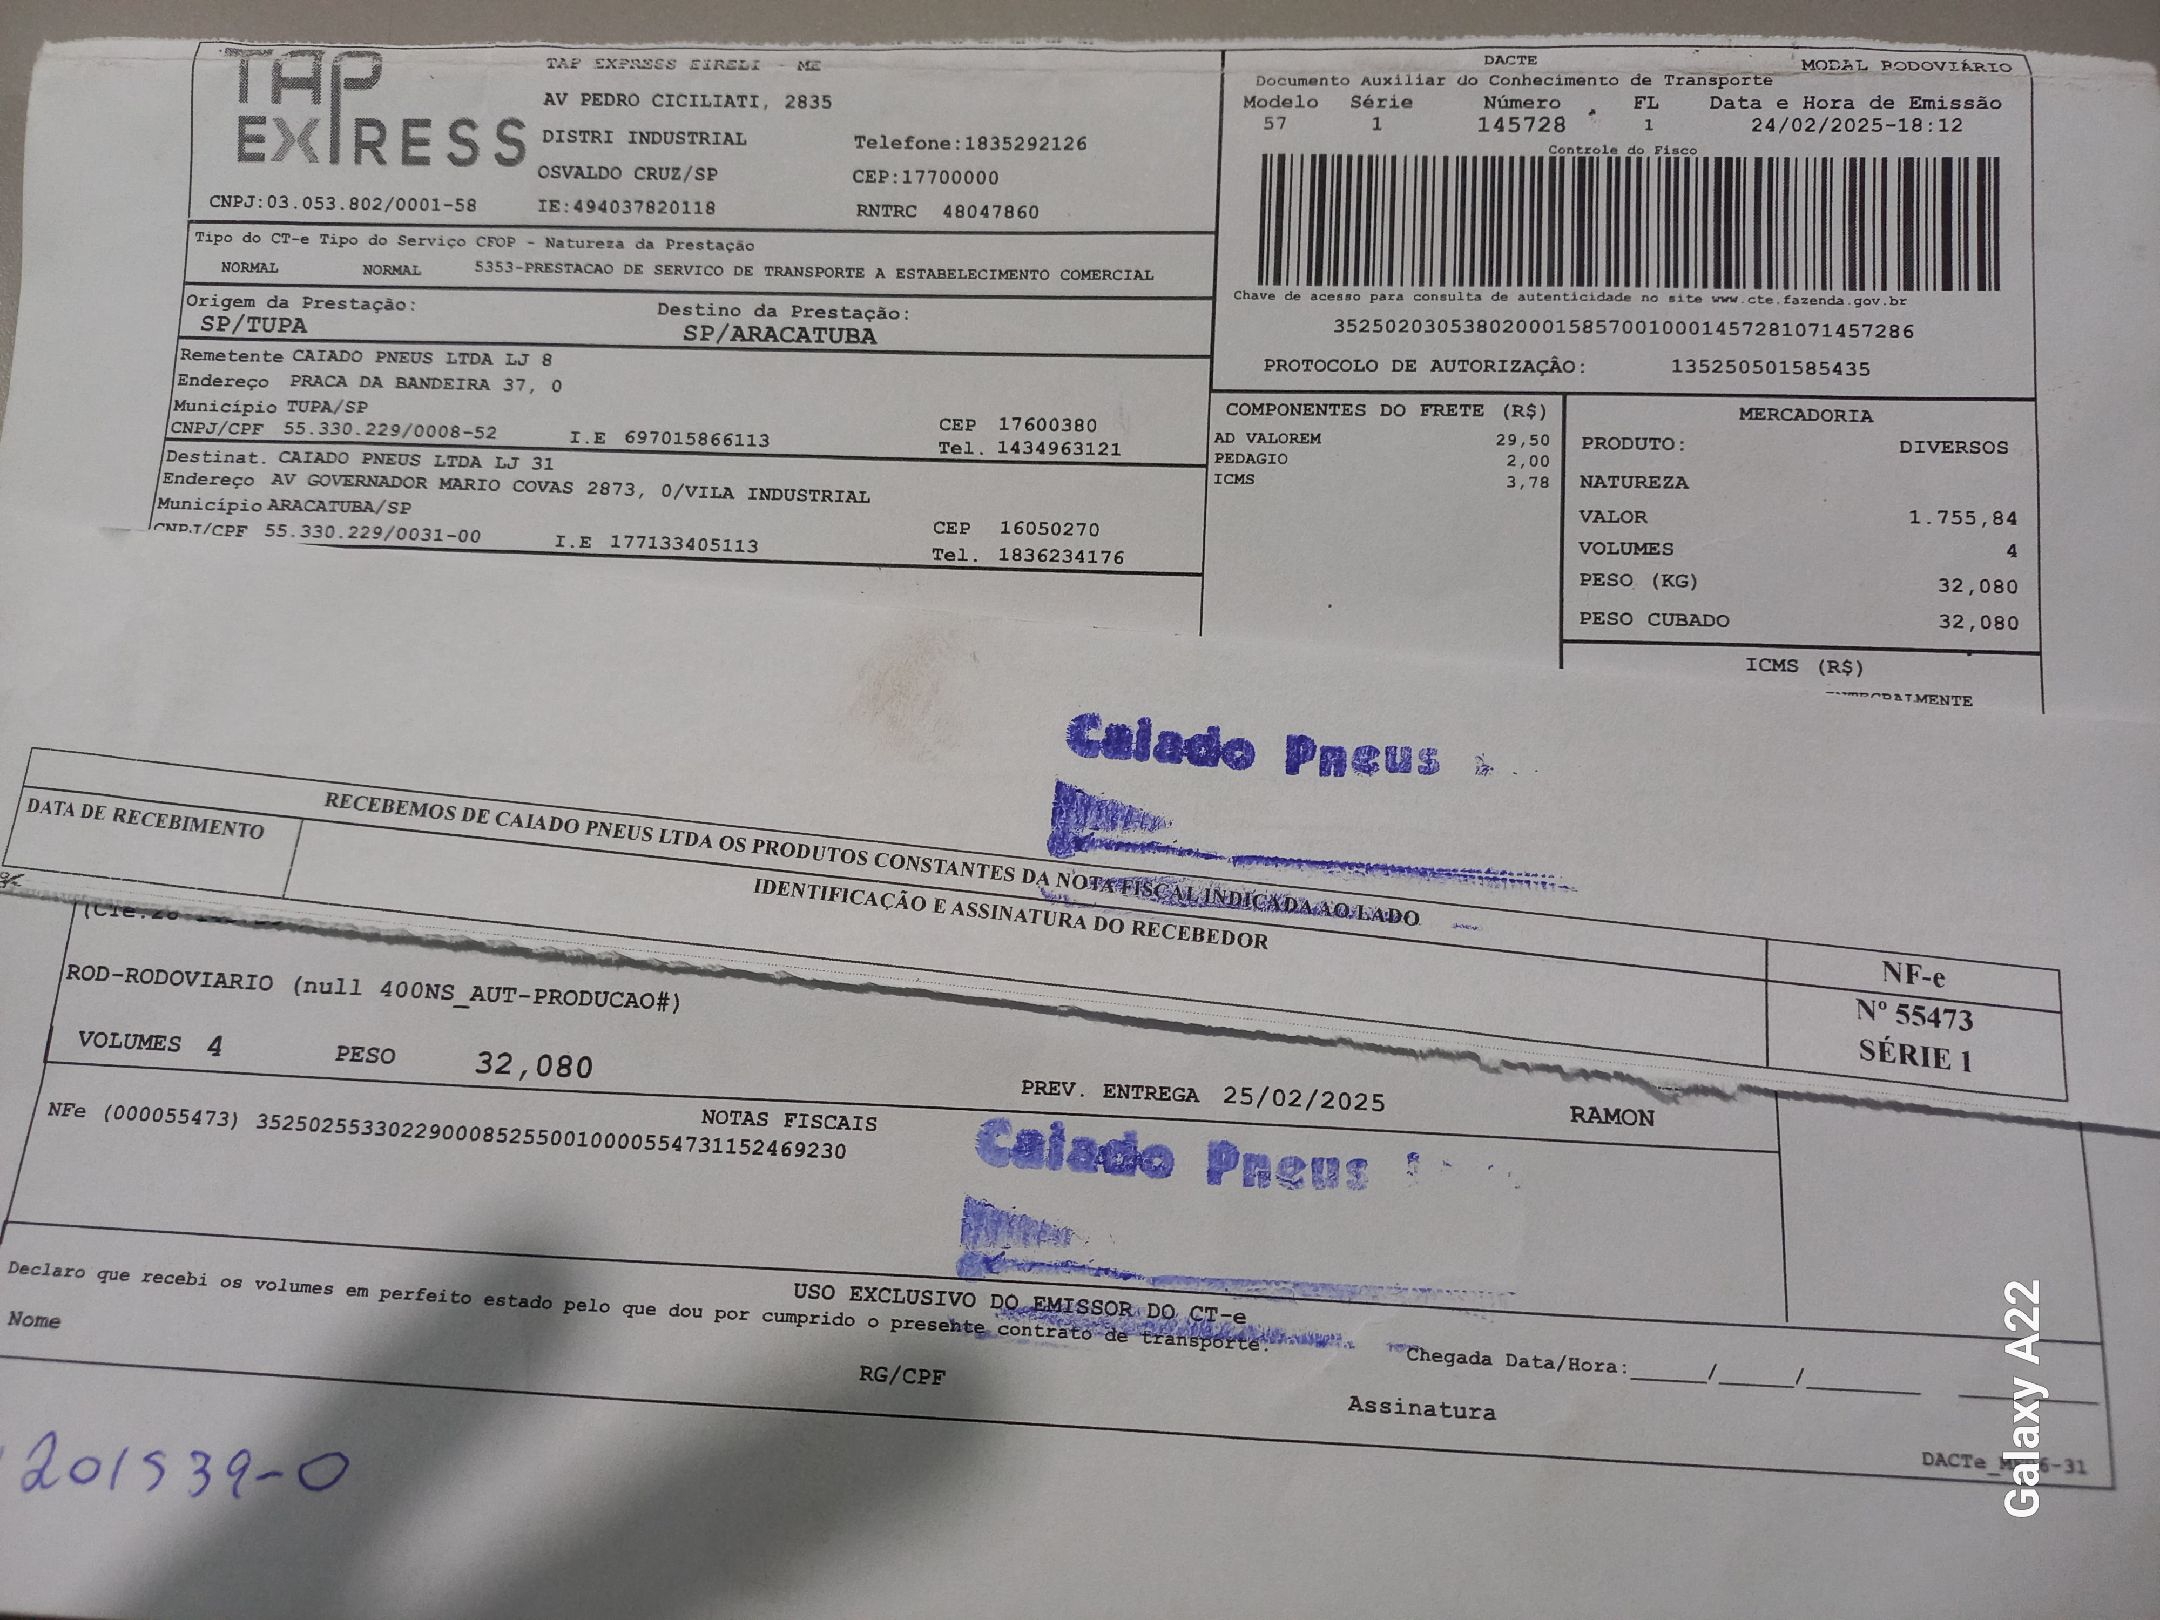 TAP
EXPRESS
TAP EXPRESS EIRELI - ME
AV PEDRO CICILIATI, 2835
DISTRI INDUSTRIAL
Telefone:1835292126
OSVALDO CRUZ/SP
CEP:17700000
CNPJ:03.053.802/0001-58
IE:494037820118
RNTRC 48047860
DACTE
MODAL RODOVIÁRIO
Documento Auxiliar do Conhecimento de Transporte
Modelo Série Número FL Data e Hora de Emissão
57 1 145728 1 24/02/2025-18:12
Controle do Fisco
Chave de acesso para consulta de autenticidade no site www.cte.fazenda.gov.br
35250203053802000158570010001457281071457286
PROTOCOLO DE AUTORIZAÇÂO: 135250501585435
Tipo do CT-e Tipo do Serviço CFOP - Natureza da Prestação
NORMAL NORMAL 5353-PRESTACAO DE SERVICO DE TRANSPORTE A ESTABELECIMENTO COMERCIAL
Origem da Prestação: Destino da Prestação:
SP/TUPA SP/ARACATUBA
Remetente CAIADO PNEUS LTDA LJ 8
Endereço PRACA DA BANDEIRA 37, 0
Município TUPA/SP CEP 17600380
CNPJ/CPF 55.330.229/0008-52 I.E 697015866113 Tel. 1434963121
Destinat. CAIADO PNEUS LTDA LJ 31
Endereço AV GOVERNADOR MARIO COVAS 2873, 0/VILA INDUSTRIAL
Município ARACATUBA/SP CEP 16050270
CNPJ/CPF 55.330.229/0031-00 I.E 177133405113 Tel. 1836234176
COMPONENTES DO FRETE (R$)
AD VALOREM 29,50
PEDAGIO 2,00
ICMS 3,78
MERCADORIA
PRODUTO: DIVERSOS
NATUREZA
VALOR 1.755,84
VOLUMES 4
PESO (KG) 32,080
PESO CUBADO 32,080
ICMS (R$)
Caiado Pneus
RECEBEMOS DE CAIADO PNEUS LTDA OS PRODUTOS CONSTANTES DA NOTA FISCAL INDICADA AO LADO
DATA DE RECEBIMENTO
IDENTIFICAÇÃO E ASSINATURA DO RECEBEDOR
NF-e
Nº 55473
SÉRIE 1
ROD-RODOVIARIO (null 400NS_AUT-PRODUCAO#)
VOLUMES 4 PESO 32,080
PREV. ENTREGA 25/02/2025 RAMON
NOTAS FISCAIS
NFe (000055473) 35250255330229000852550010000554731152469230
Caiado Pneus
USO EXCLUSIVO DO EMISSOR DO CT-e
Declaro que recebi os volumes em perfeito estado pelo que dou por cumprido o presente contrato de transporte.
Nome
RG/CPF
Chegada Data/Hora:_____/_____/_______
Assinatura
201539-0
Galaxy A22